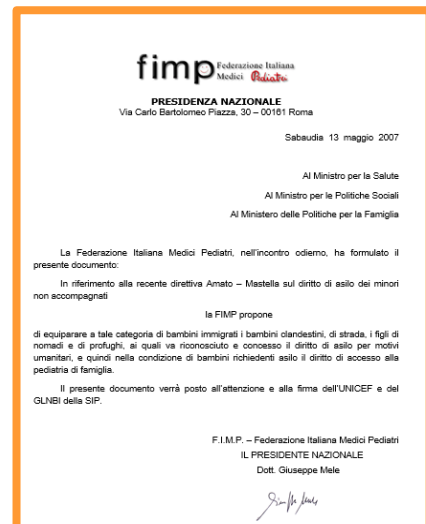 fimp Federazione Italiana
Medici Pediatri
PRESIDENZA NAZIONALE
Via Carlo Bartolomeo Piazza, 30 – 00161 Roma
Sabaudia 13 maggio 2007
Al Ministro per la Salute
Al Ministro per le Politiche Sociali
Al Ministero delle Politiche per la Famiglia
La Federazione Italiana Medici Pediatri, nell'incontro odierno, ha formulato il
presente documento:
In riferimento alla recente direttiva Amato – Mastella sul diritto di asilo dei minori
non accompagnati
la FIMP propone
di equiparare a tale categoria di bambini immigrati i bambini clandestini, di strada, i figli di
nomadi e di profughi, ai quali va riconosciuto e concesso il diritto di asilo per motivi
umanitari, e quindi nella condizione di bambini richiedenti asilo il diritto di accesso alla
pediatria di famiglia.
Il presente documento verrà posto all'attenzione e alla firma dell'UNICEF e del
GLNBI della SIP.
F.I.M.P. – Federazione Italiana Medici Pediatri
IL PRESIDENTE NAZIONALE
Dott. Giuseppe Mele